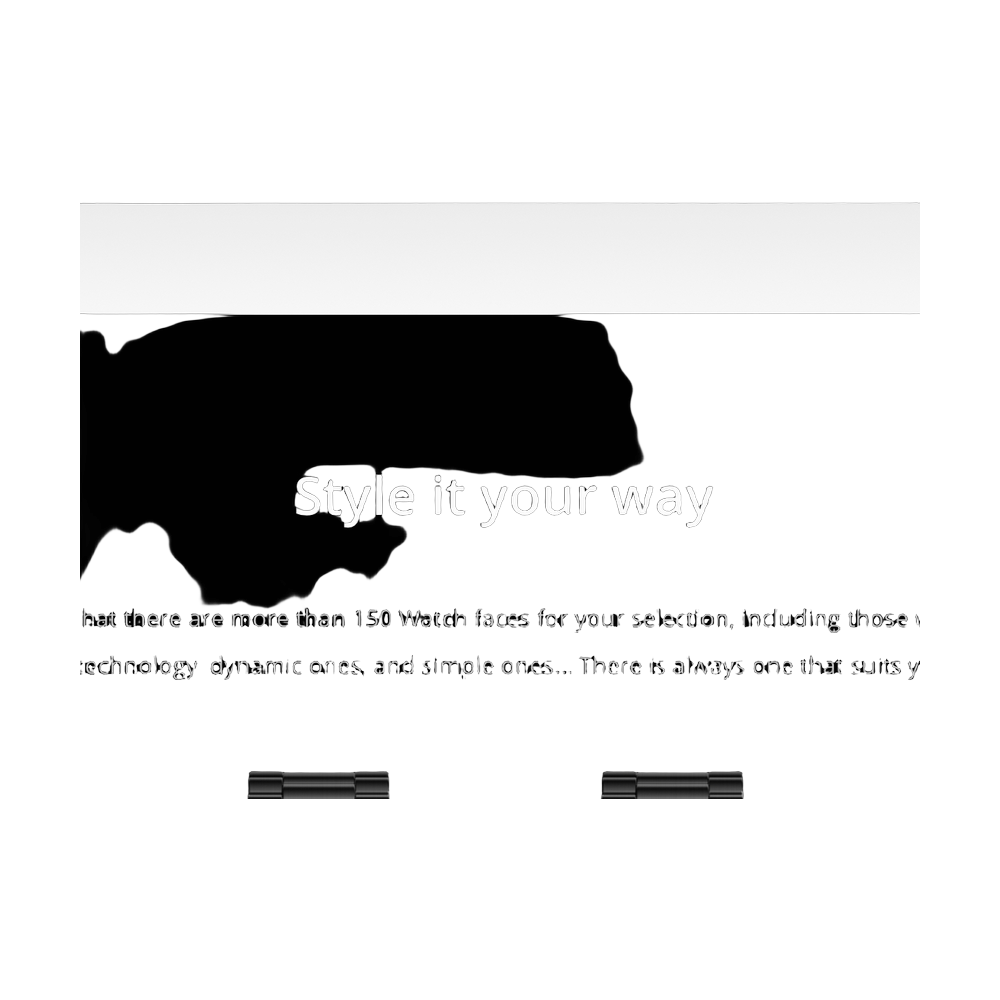 Style it your way
hat there are more than 150 Watch faces for your selection, including those
technology dynamic ones, and simple ones... There is always one that suits